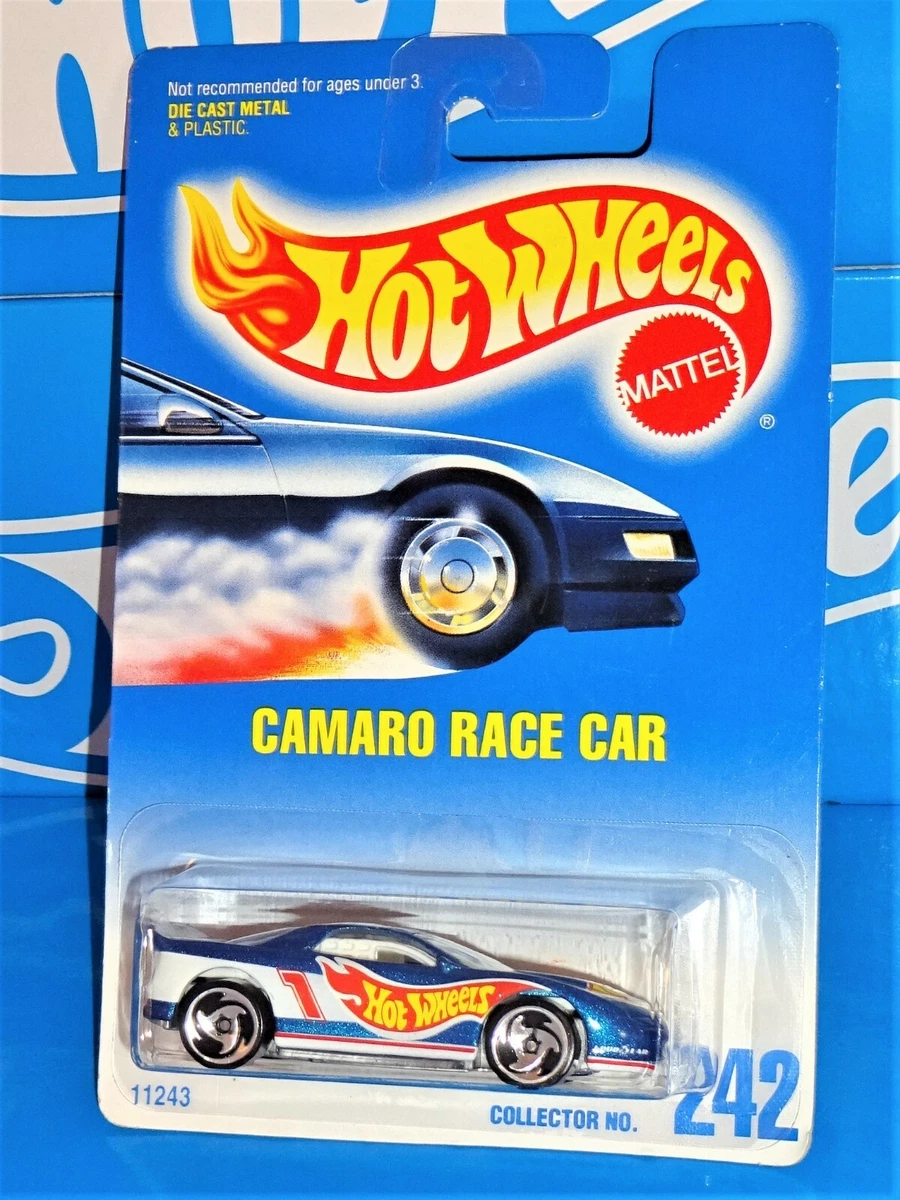 Not recommended for ages under 3.
DIE CAST METAL
& PLASTIC.
HOT WHEELS
MATTEL
®
CAMARO RACE CAR
1
HOT WHEELS
GOODYEAR
11243
COLLECTOR NO.
242